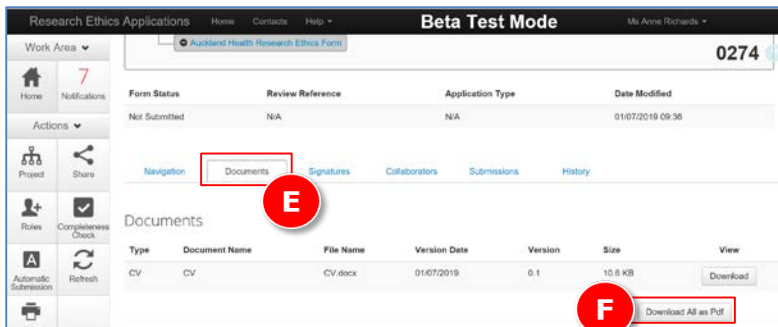 Research Ethics Applications Home Contacts Help Beta Test Mode Ms Anne Richards
Work Area
Auckland Health Research Ethics Form
0274
7
Home Notifications
Form Status Review Reference Application Type Date Modified
Not Submitted N/A N/A 01/07/2019 09:36
Actions
Project Share
Navigation Documents Signatures Collaborators Submissions History
E
Roles Completeness Check
Documents
Type Document Name File Name Version Date Version Size View
CV CV CV.docx 01/07/2019 0.1 10.6 KB Download
A
Automatic Submission Refresh
F Download All as Pdf